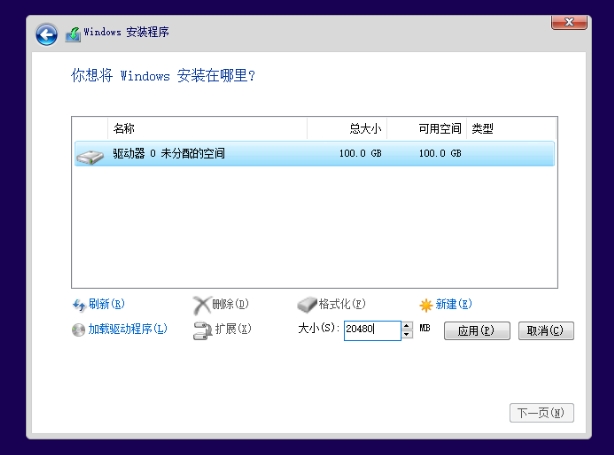 Windows 安装程序
你想将 Windows 安装在哪里?
名称 总大小 可用空间 类型
驱动器 0 未分配的空间 100.0 GB 100.0 GB
刷新(R) 删除(D) 格式化(F) 新建(E)
加载驱动程序(L) 扩展(X) 大小(S): 20480 MB 应用(P) 取消(C)
下一页(N)